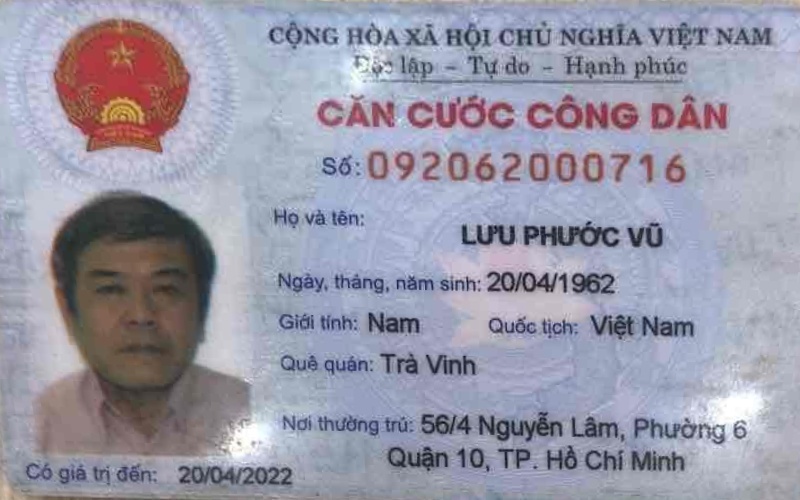 CỘNG HÒA XÃ HỘI CHỦ NGHĨA VIỆT NAM
Độc lập - Tự do - Hạnh phúc
CĂN CƯỚC CÔNG DÂN
Số: 092062000716
Họ và tên:
LƯU PHƯỚC VŨ
Ngày, tháng, năm sinh: 20/04/1962
Giới tính: Nam Quốc tịch: Việt Nam
Quê quán: Trà Vinh
Nơi thường trú: 56/4 Nguyễn Lâm, Phường 6
Quận 10, TP. Hồ Chí Minh
Có giá trị đến: 20/04/2022